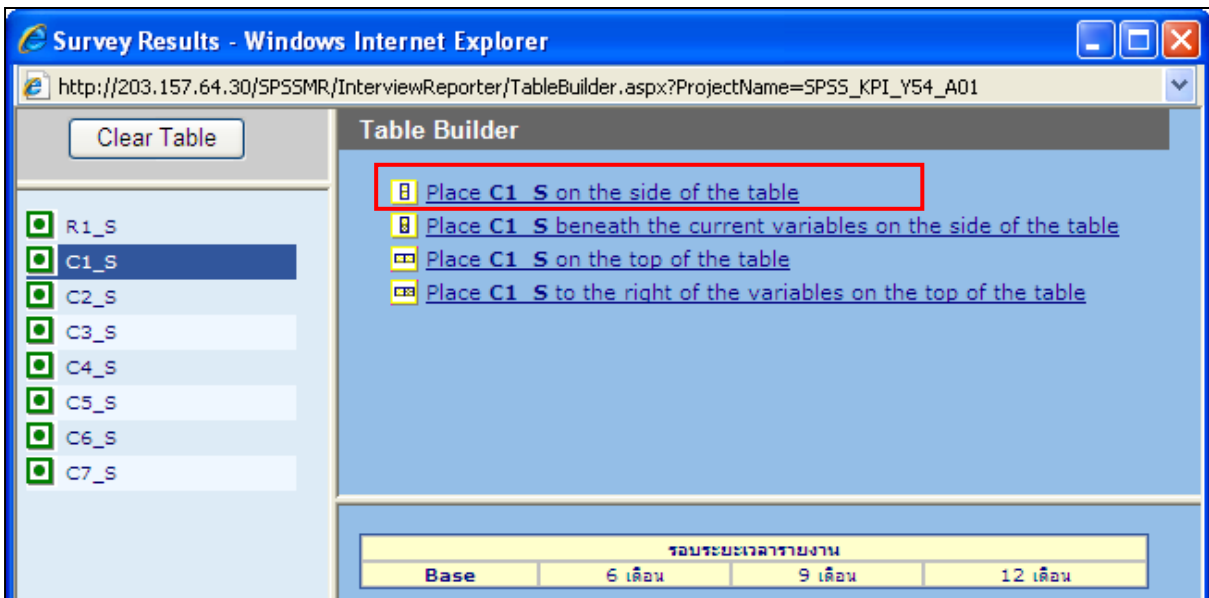 Survey Results - Windows Internet Explorer
http://203.157.64.30/SPSSMR/InterviewReporter/TableBuilder.aspx?ProjectName=SPSS_KPI_Y54_A01
Clear Table
Table Builder
Place C1_S on the side of the table
Place C1_S beneath the current variables on the side of the table
Place C1_S on the top of the table
Place C1_S to the right of the variables on the top of the table
R1_S
C1_S
C2_S
C3_S
C4_S
C5_S
C6_S
C7_S
รอบระยะเวลารายงาน
Base 6 เดือน 9 เดือน 12 เดือน